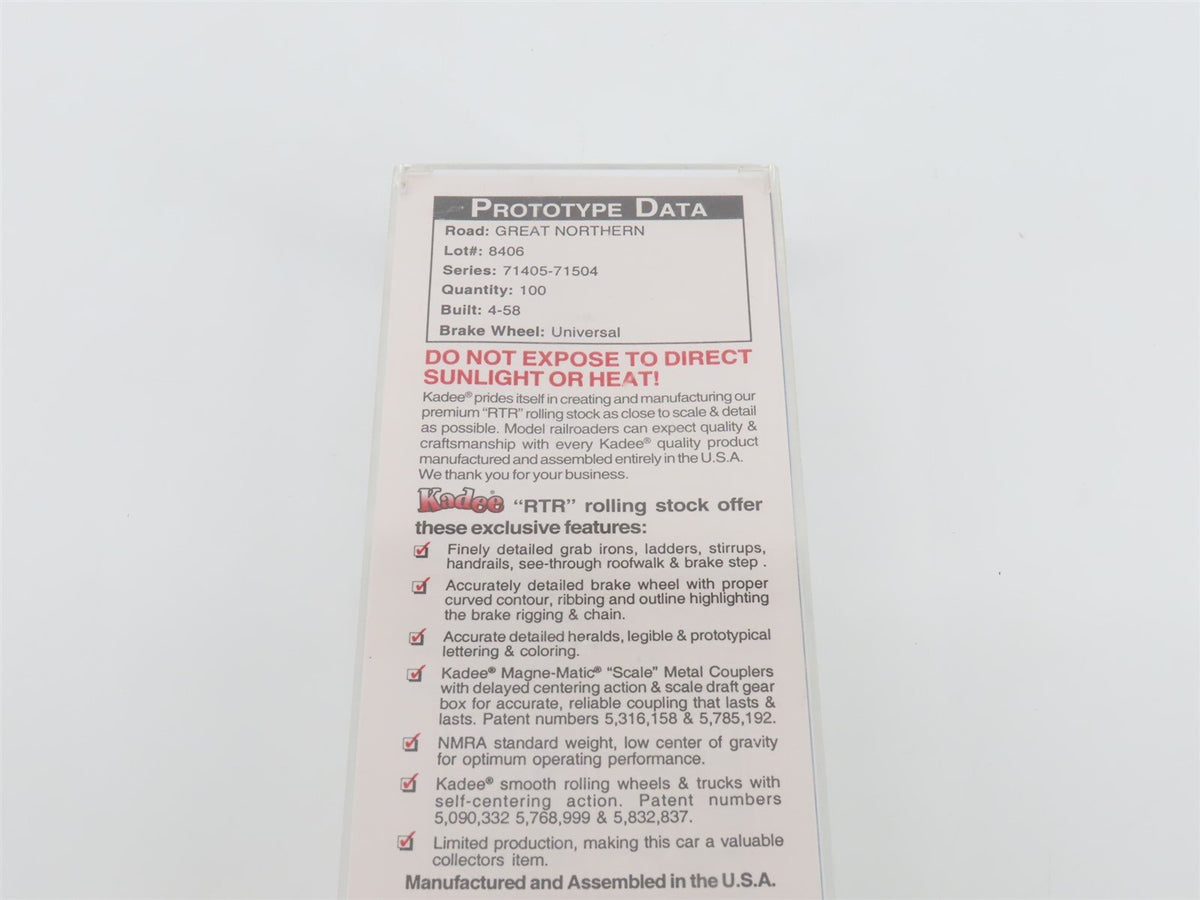 PROTOTYPE DATA
Road: GREAT NORTHERN
Lot#: 8406
Series: 71405-71504
Quantity: 100
Built: 4-58
Brake Wheel: Universal
DO NOT EXPOSE TO DIRECT
SUNLIGHT OR HEAT!
Kadee® prides itself in creating and manufacturing our
premium "RTR" rolling stock as close to scale & detail
as possible. Model railroaders can expect quality &
craftsmanship with every Kadee® quality product
manufactured and assembled entirely in the U.S.A.
We thank you for your business.
Kadee® "RTR" rolling stock offer
these exclusive features:
Finely detailed grab irons, ladders, stirrups,
handrails, see-through roofwalk & brake step .
Accurately detailed brake wheel with proper
curved contour, ribbing and outline highlighting
the brake rigging & chain.
Accurate detailed heralds, legible & prototypical
lettering & coloring.
Kadee® Magne-Matic® "Scale" Metal Couplers
with delayed centering action & scale draft gear
box for accurate, reliable coupling that lasts &
lasts. Patent numbers 5,316,158 & 5,785,192.
NMRA standard weight, low center of gravity
for optimum operating performance.
Kadee® smooth rolling wheels & trucks with
self-centering action. Patent numbers
5,090,332 5,768,999 & 5,832,837.
Limited production, making this car a valuable
collectors item.
Manufactured and Assembled in the U.S.A.